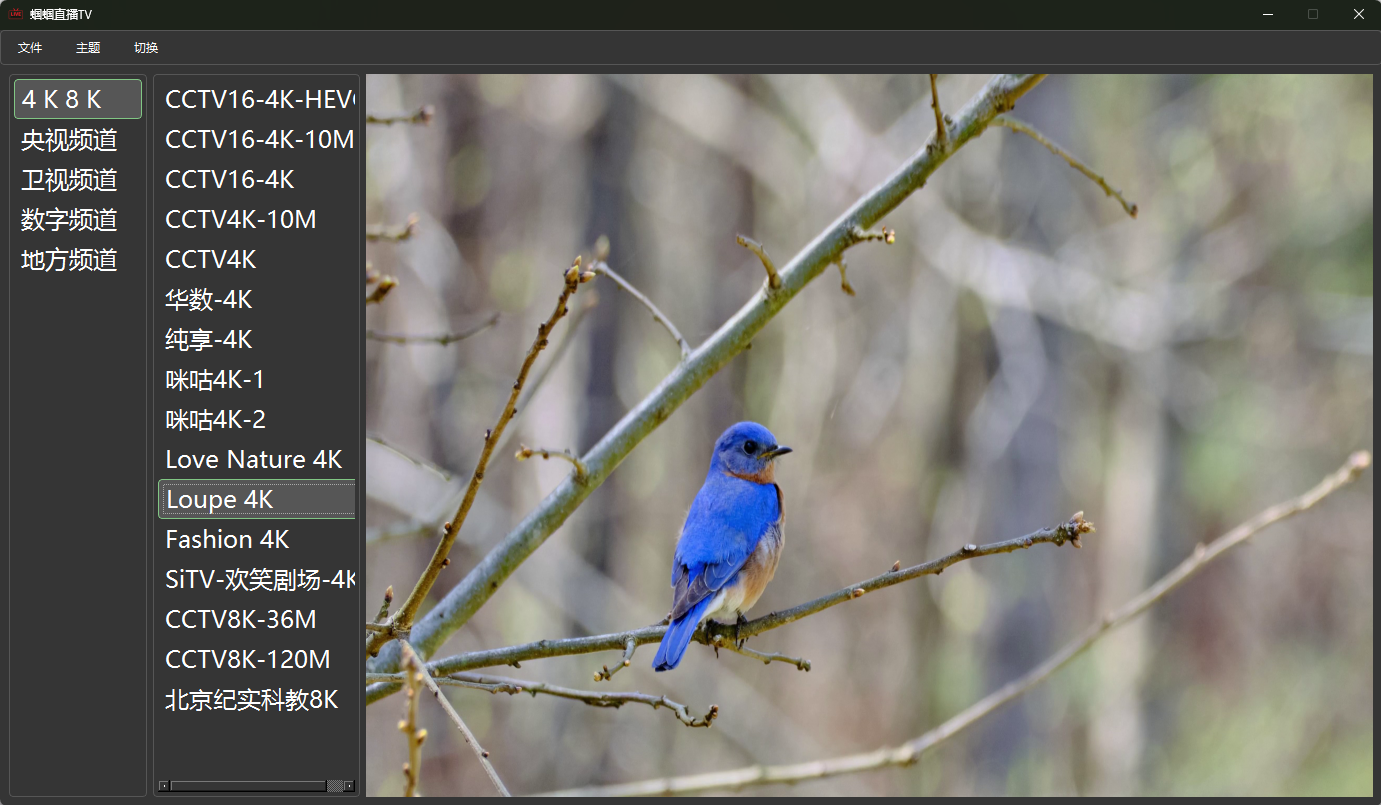 蝈蝈直播TV
文件 主题 切换
4 K 8 K
央视频道
卫视频道
数字频道
地方频道
CCTV16-4K-HEV
CCTV16-4K-10M
CCTV16-4K
CCTV4K-10M
CCTV4K
华数-4K
纯享-4K
咪咕4K-1
咪咕4K-2
Love Nature 4K
Loupe 4K
Fashion 4K
SiTV-欢笑剧场-4K
CCTV8K-36M
CCTV8K-120M
北京纪实科教8K